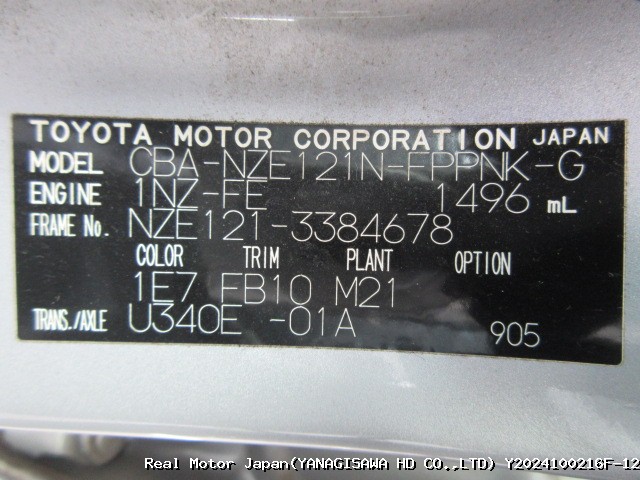 TOYOTA MOTOR CORPORATION JAPAN
MODEL CBA-NZE121N-FPPNK-G
ENGINE 1NZ-FE 1496 mL
FRAME No. NZE121-3384678
COLOR TRIM PLANT OPTION
1E7 FB10 M21
TRANS./AXLE U340E -01A 905
Real Motor Japan(YANAGISAWA HD CO.,LTD) Y2024100216F-12